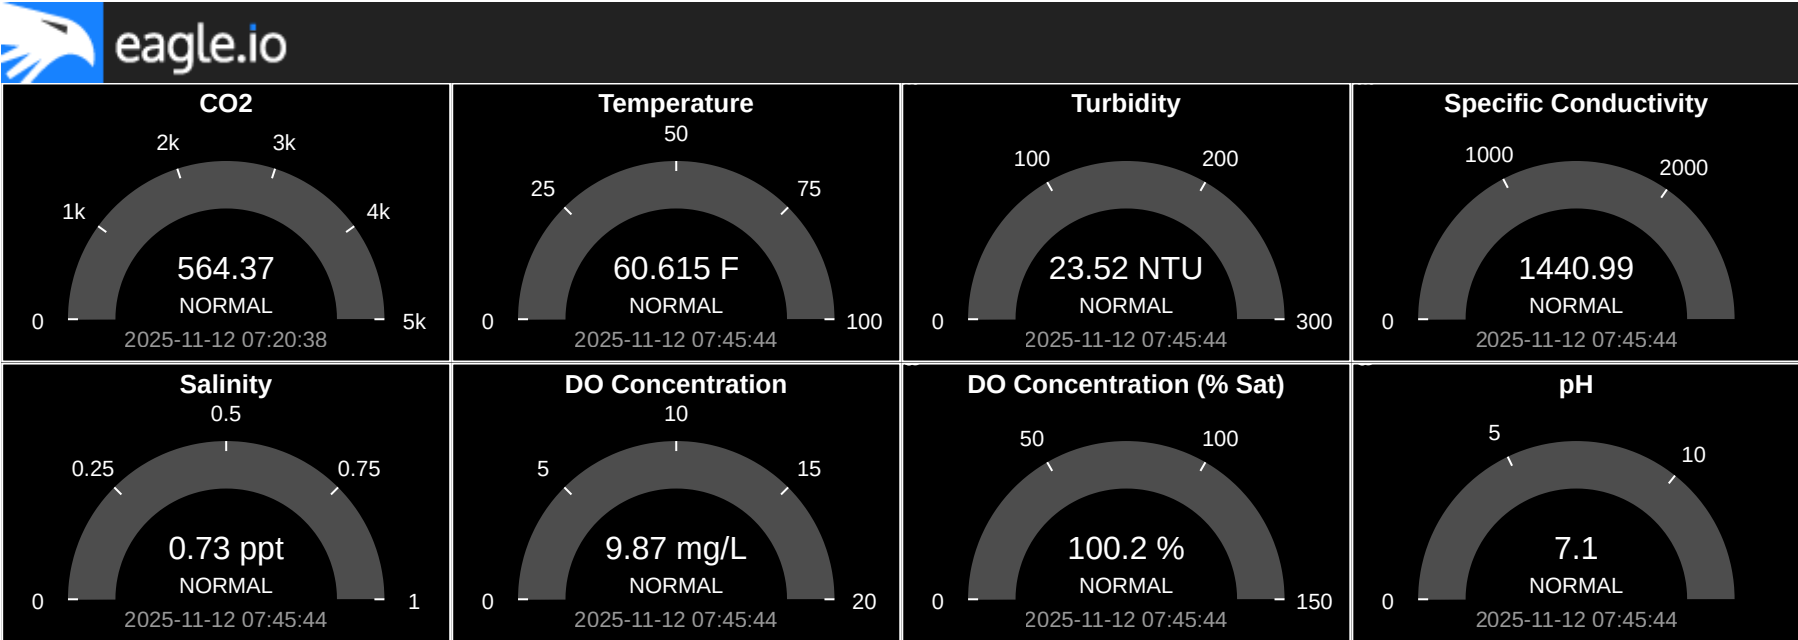 eagle.io
CO2
2k 3k
1k 4k
564.37
NORMAL
0 5k
2025-11-12 07:20:38
Temperature
50
25 75
60.615 F
NORMAL
0 100
2025-11-12 07:45:44
Turbidity
100 200
23.52 NTU
NORMAL
0 300
2025-11-12 07:45:44
Specific Conductivity
1000 2000
1440.99
NORMAL
0
2025-11-12 07:45:44
Salinity
0.5
0.25 0.75
0.73 ppt
NORMAL
0 1
2025-11-12 07:45:44
DO Concentration
10
5 15
9.87 mg/L
NORMAL
0 20
2025-11-12 07:45:44
DO Concentration (% Sat)
50 100
100.2 %
NORMAL
0 150
2025-11-12 07:45:44
pH
5 10
7.1
NORMAL
0
2025-11-12 07:45:44